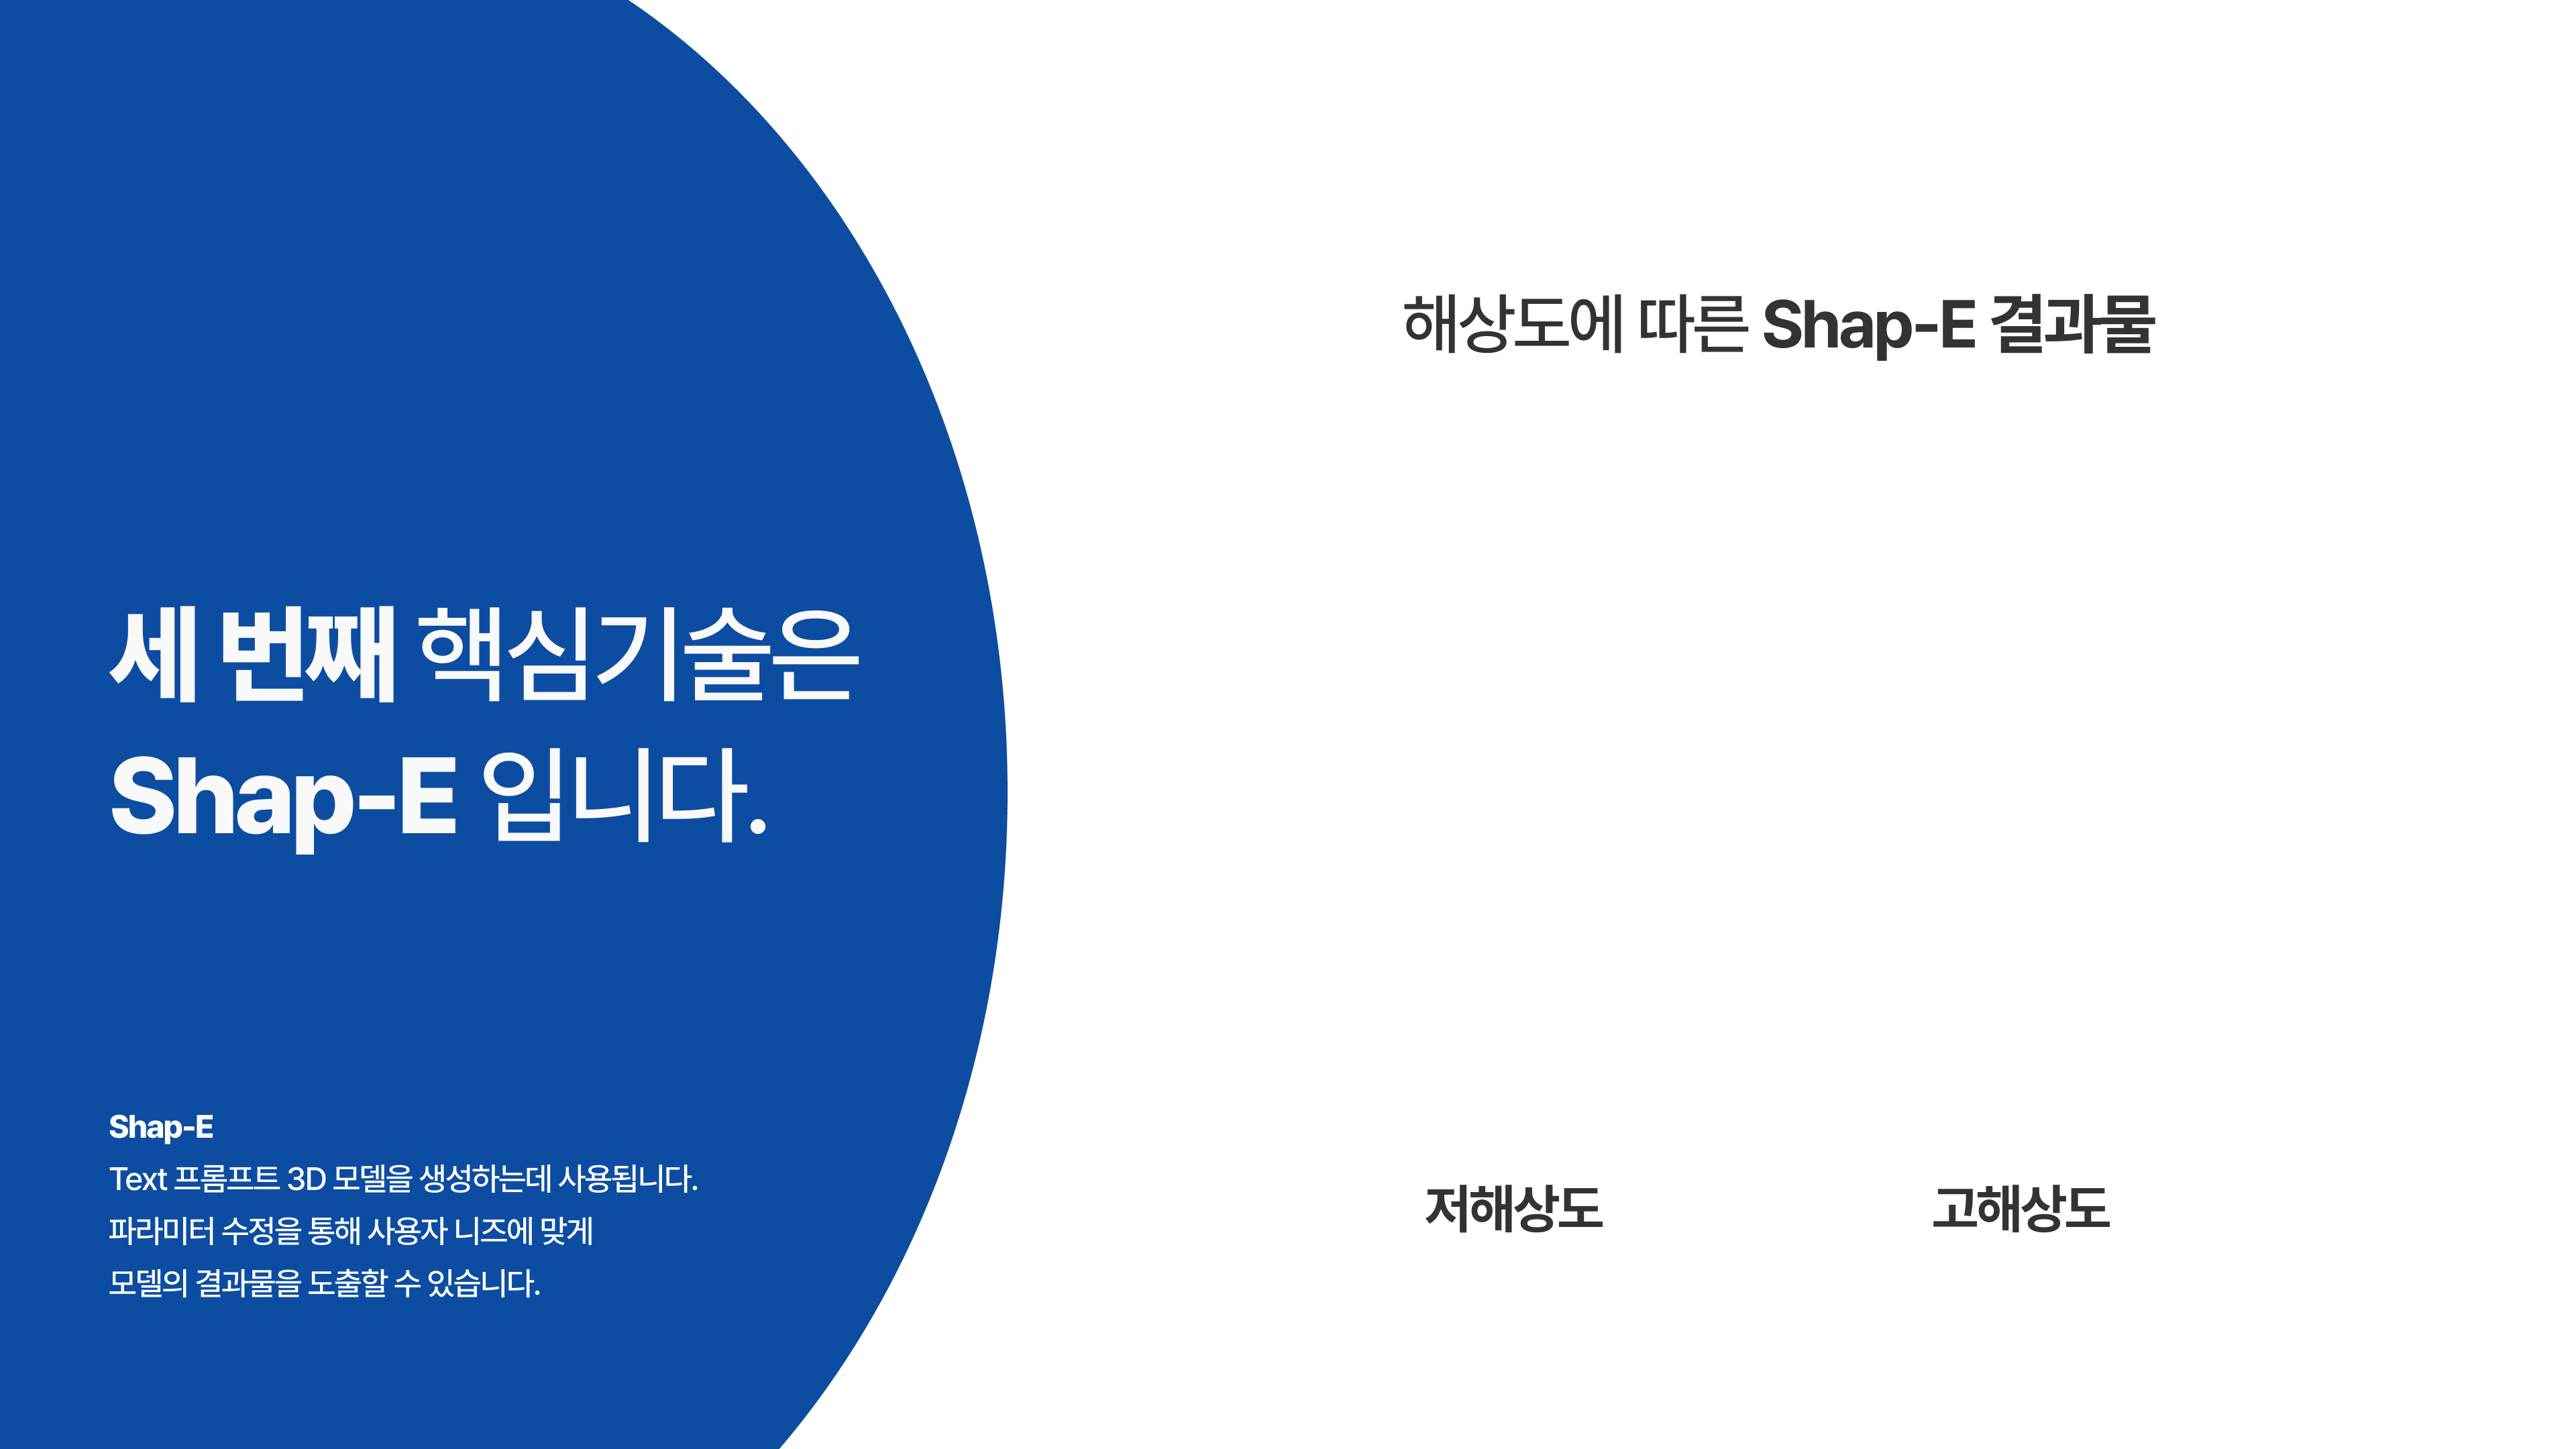 세 번째 핵심기술은
Shap-E 입니다.
Shap-E
Text 프롬프트 3D 모델을 생성하는데 사용됩니다.
파라미터 수정을 통해 사용자 니즈에 맞게
모델의 결과물을 도출할 수 있습니다.
해상도에 따른 Shap-E 결과물
저해상도
고해상도